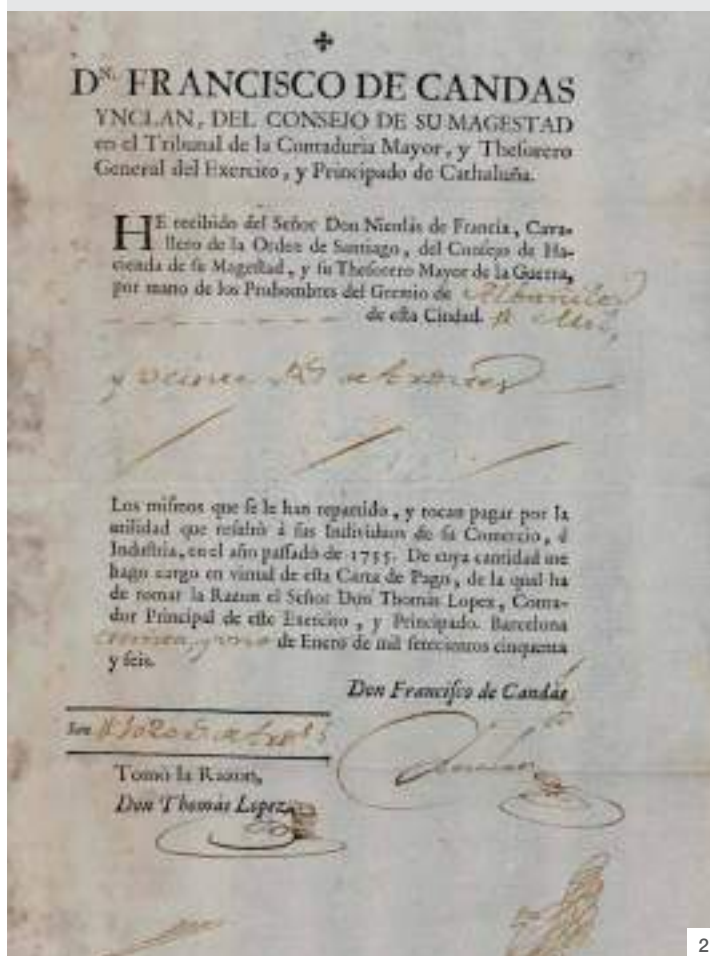 ✤
Dⁿ. FRANCISCO DE CANDAS
YNCLAN, DEL CONSEJO DE SU MAGESTAD
en el Tribunal de la Contaduria Mayor, y Thesorero
General del Exercito, y Principado de Cathaluña.
HE recibido del Señor Don Nicolás de Francia, Cava-
llero de la Orden de Santiago, del Consejo de Ha-
cienda de su Magestad, y su Thesorero Mayor de la Guerra,
por mano de los Prohombres del Gremio de Albañiles
de esta Ciudad.
Los mismos que se le han repartido, y tocan pagar por la
utilidad que resultó á sus Individuos de su Comercio, ó
Industria, en el año passado de 1755. De cuya cantidad me
hago cargo en virtud de esta Carta de Pago, de la qual ha
de tomar la Razon el Señor Don Thomás Lopez, Conta-
dor Principal de este Exercito, y Principado. Barcelona
treinta, y uno de Enero de mil setecientos cinquenta
y seis.
Don Francisco de Candás
Son
Tomó la Razon,
Don Thomás Lopez
2